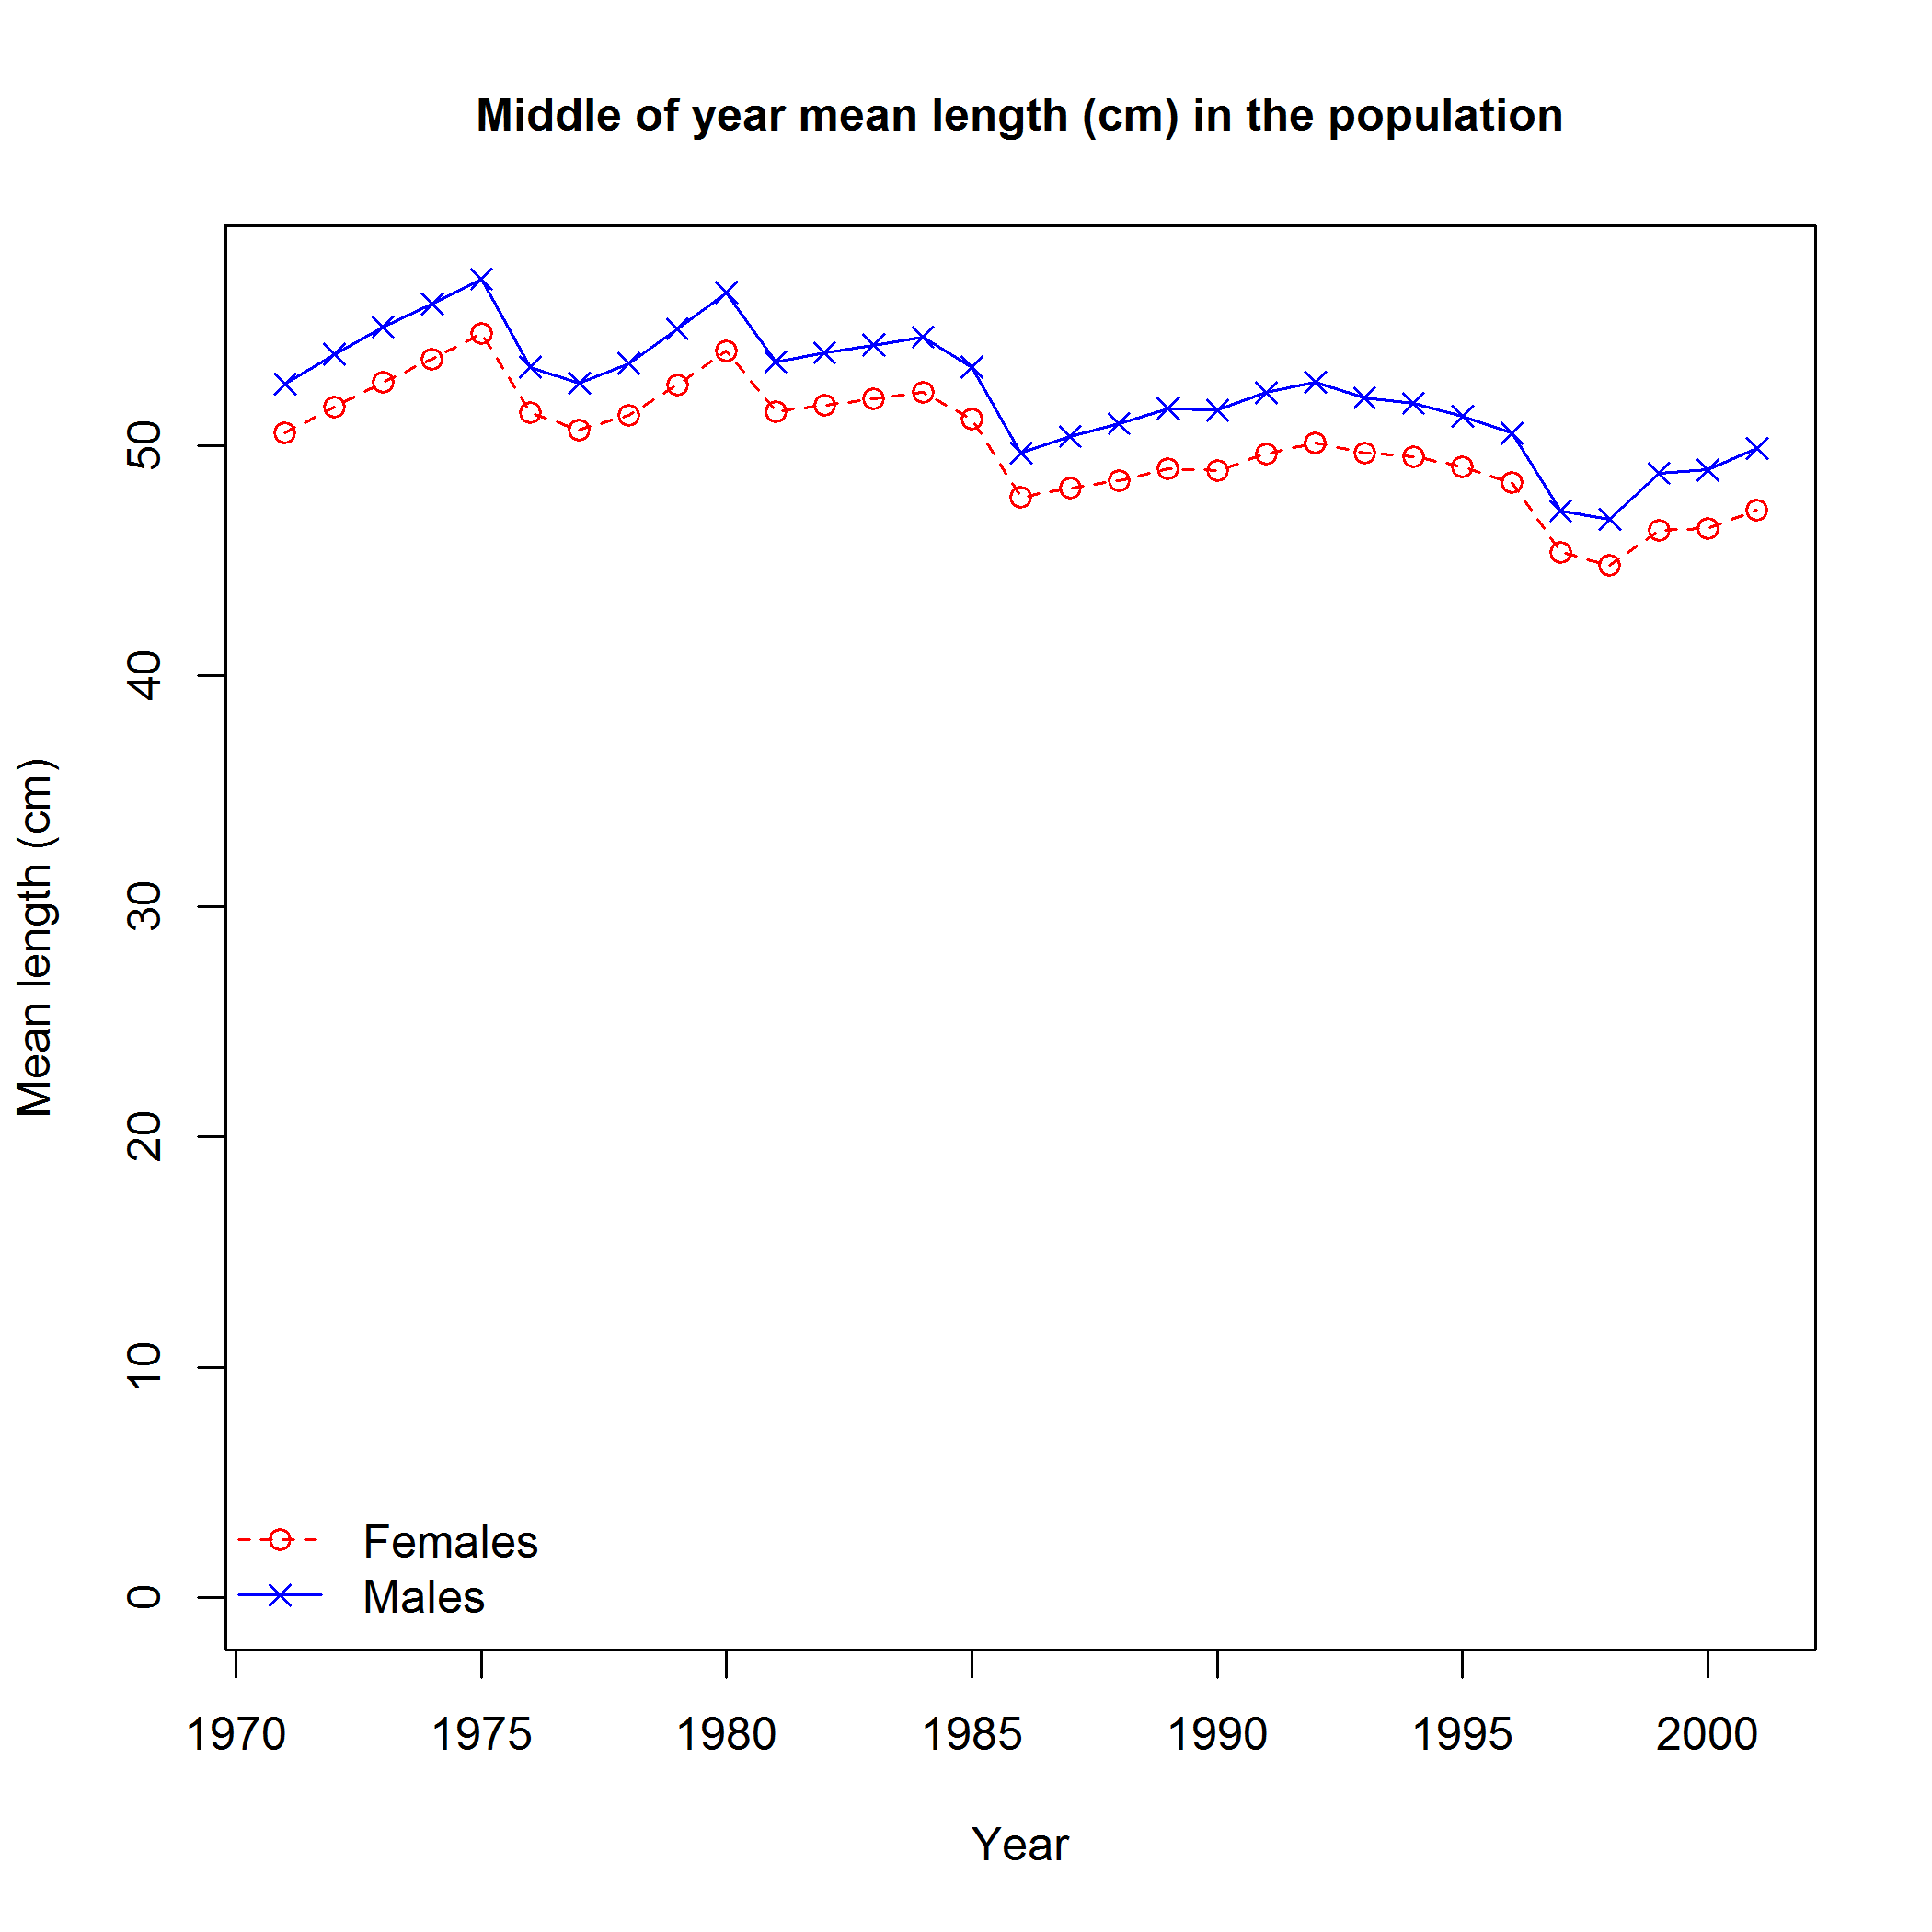 Middle of year mean length (cm) in the population
Mean length (cm)
50
40
30
20
10
0
Females
Males
1970 1975 1980 1985 1990 1995 2000
Year